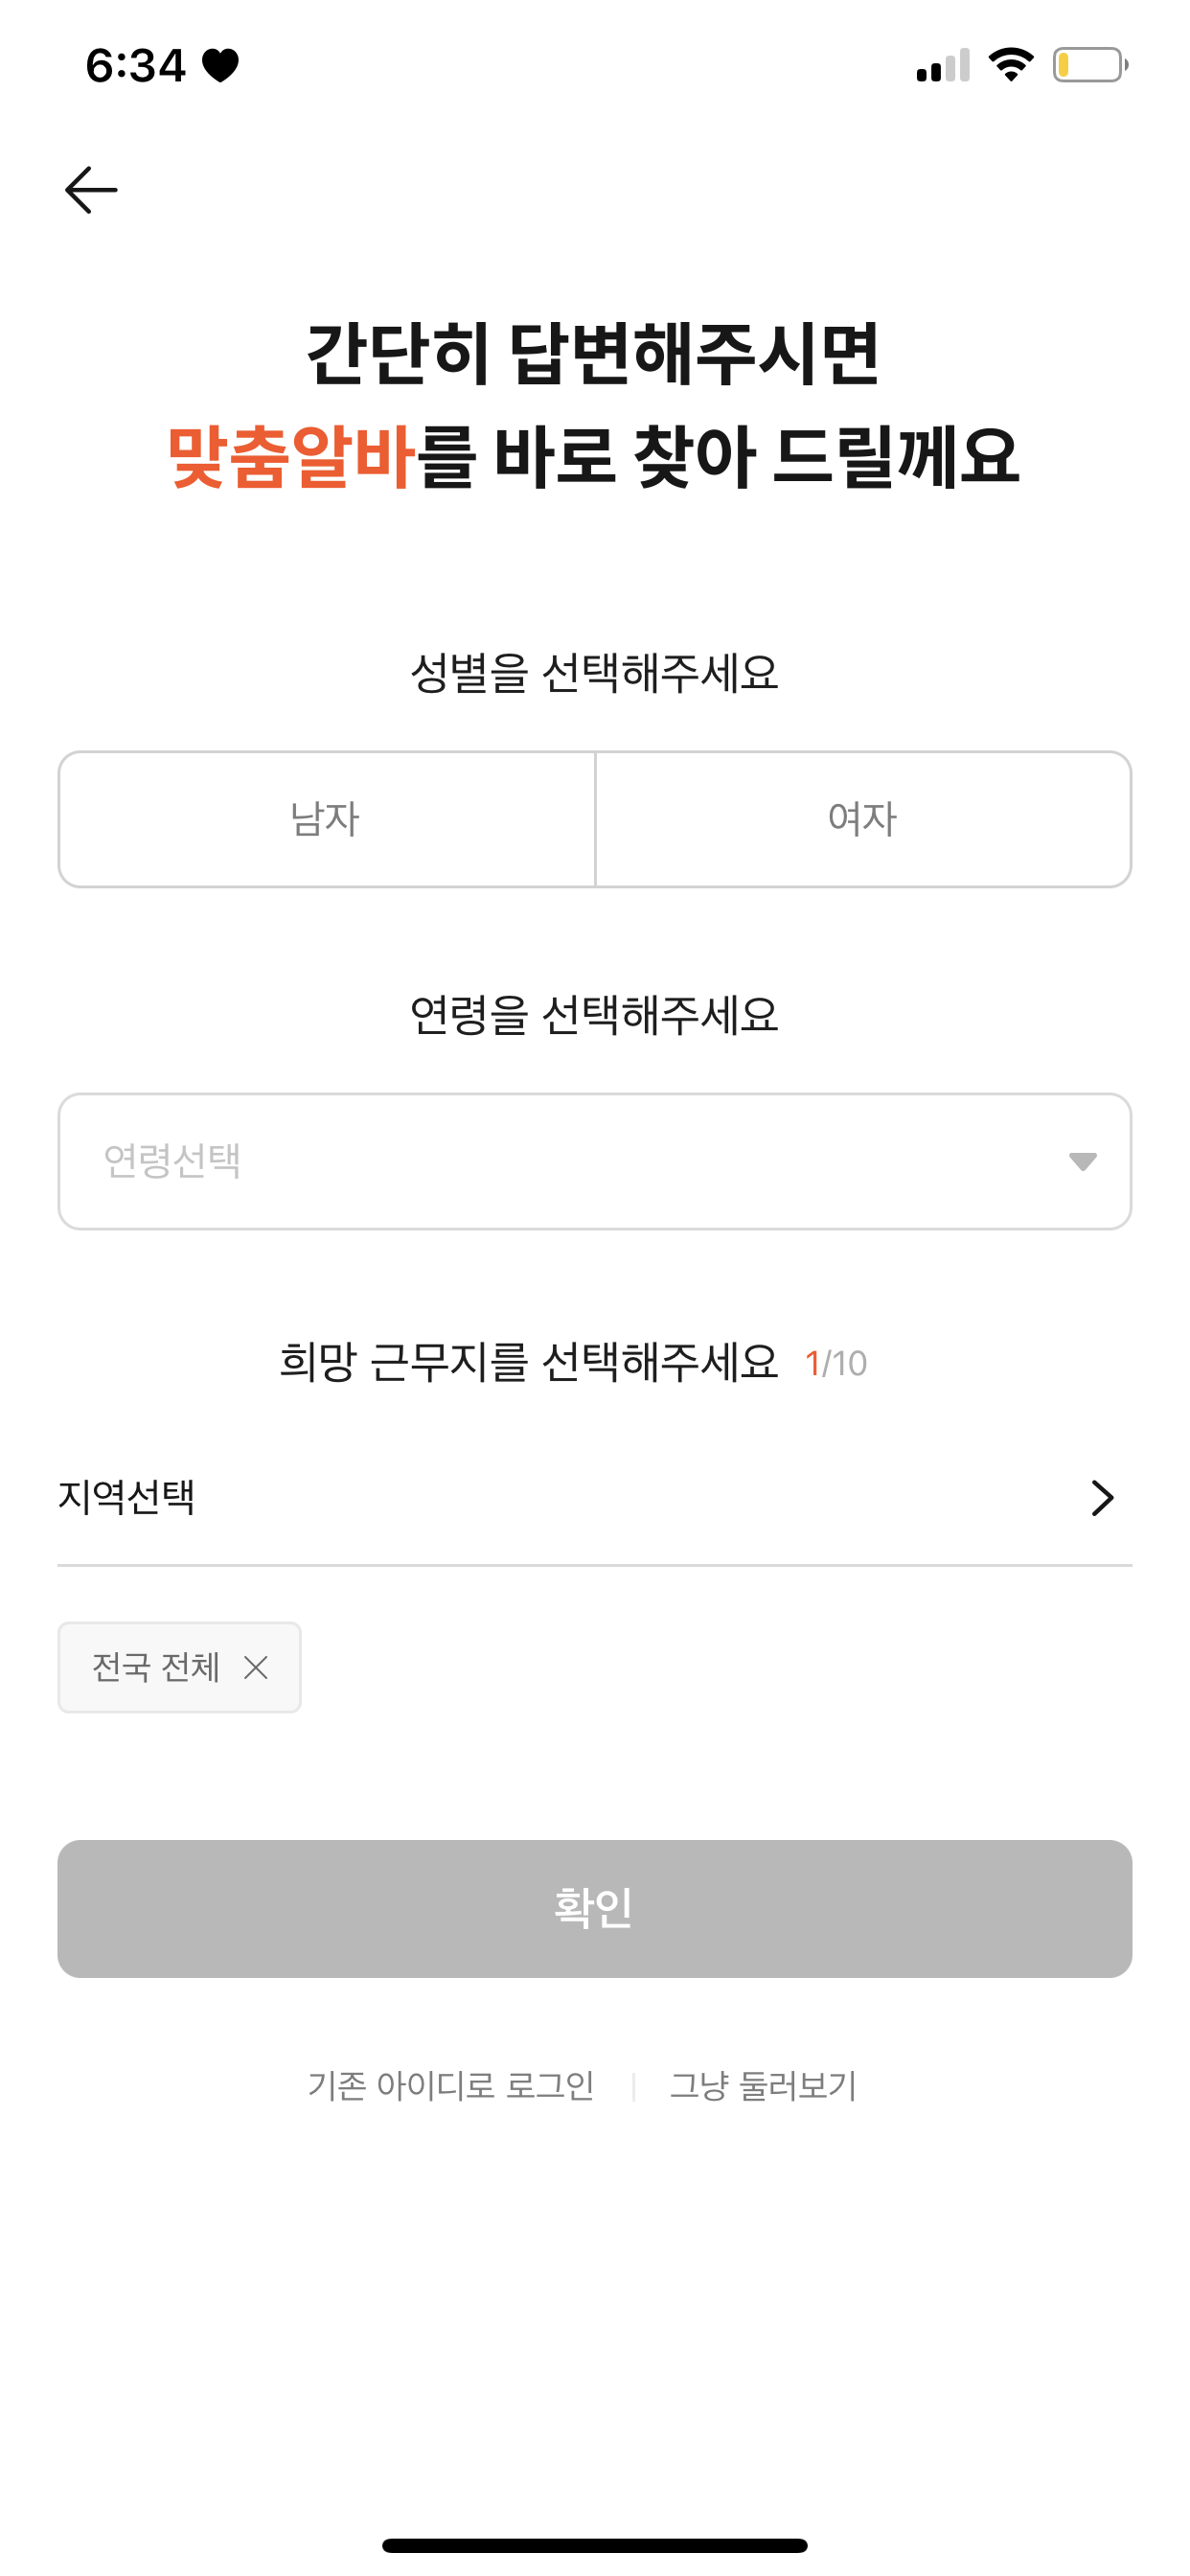 6:34
간단히 답변해주시면
맞춤알바를 바로 찾아 드릴께요
성별을 선택해주세요
남자 여자
연령을 선택해주세요
연령선택
희망 근무지를 선택해주세요 1/10
지역선택
전국 전체
확인
기존 아이디로 로그인 | 그냥 둘러보기